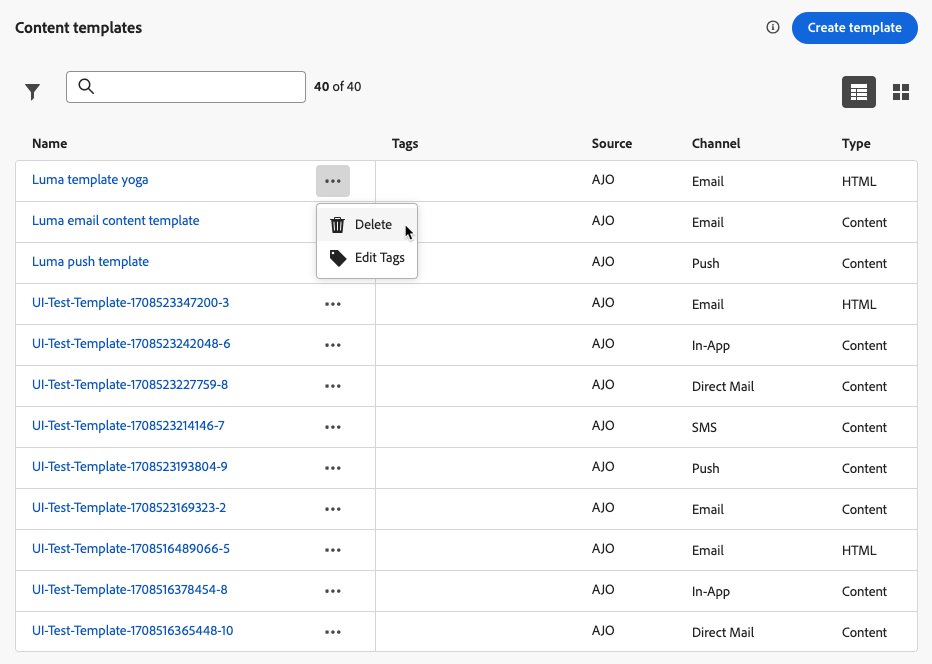 Content templates
Create template
40 of 40
Name Tags Source Channel Type
Luma template yoga AJO Email HTML
Luma email content template AJO Email Content
Delete
Luma push template AJO Push Content
Edit Tags
UI-Test-Template-1708523347200-3 AJO Email HTML
UI-Test-Template-1708523242048-6 AJO In-App Content
UI-Test-Template-1708523227759-8 AJO Direct Mail Content
UI-Test-Template-1708523214146-7 AJO SMS Content
UI-Test-Template-1708523193804-9 AJO Push Content
UI-Test-Template-1708523169323-2 AJO Email Content
UI-Test-Template-1708516489066-5 AJO Email HTML
UI-Test-Template-1708516378454-8 AJO In-App Content
UI-Test-Template-1708516365448-10 AJO Direct Mail Content